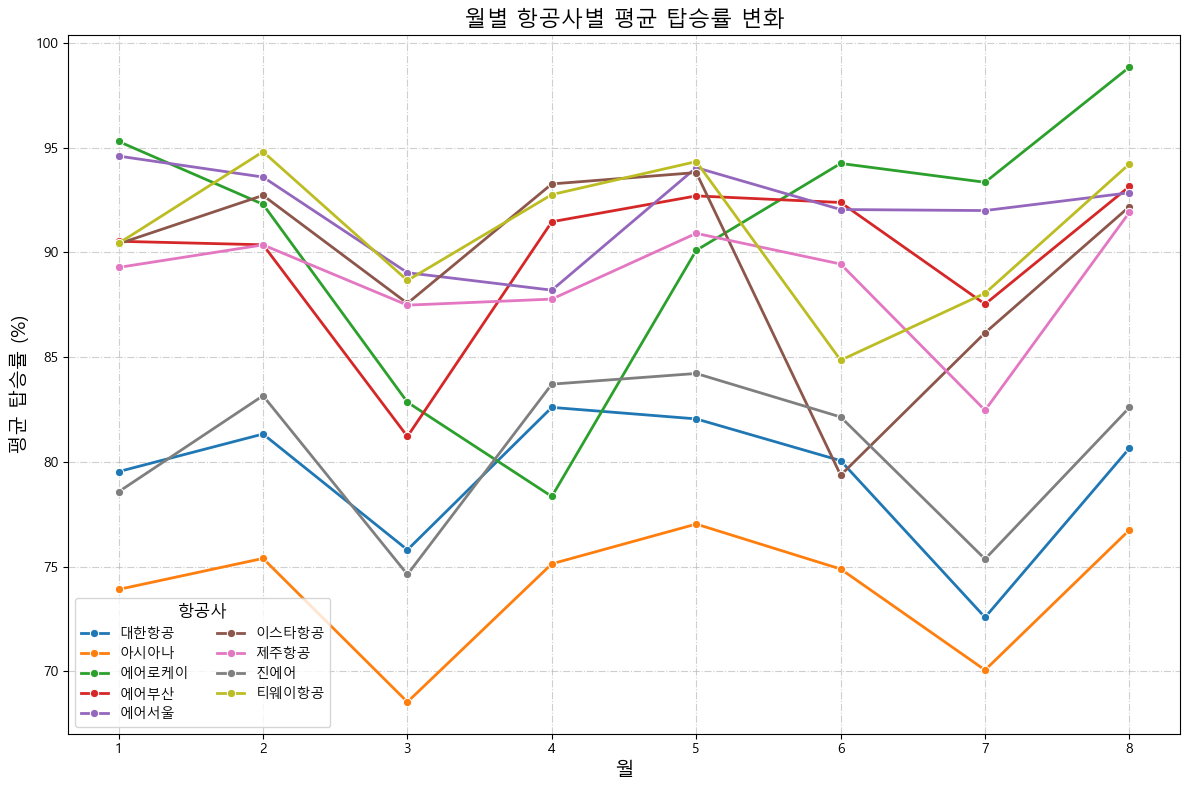 월별 항공사별 평균 탑승률 변화
평균 탑승률 (%)
100
95
90
85
80
75
70
항공사
대한항공
아시아나
에어로케이
에어부산
에어서울
이스타항공
제주항공
진에어
티웨이항공
1 2 3 4 5 6 7 8
월